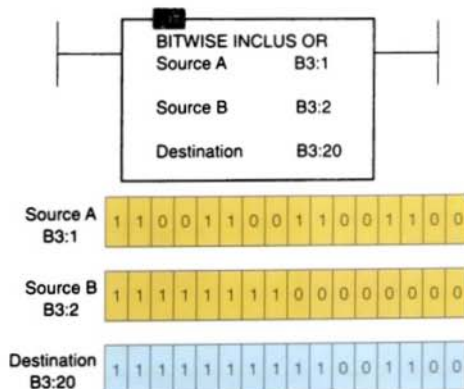 BITWISE INCLUS OR
Source A B3:1
Source B B3:2
Destination B3:20
Source A
B3:1
1 1 0 0 1 1 0 0 1 1 0 0 1 1 0 0
Source B
B3:2
1 1 1 1 1 1 1 1 0 0 0 0 0 0 0 0
Destination
B3:20
1 1 1 1 1 1 1 1 1 1 0 0 1 1 0 0